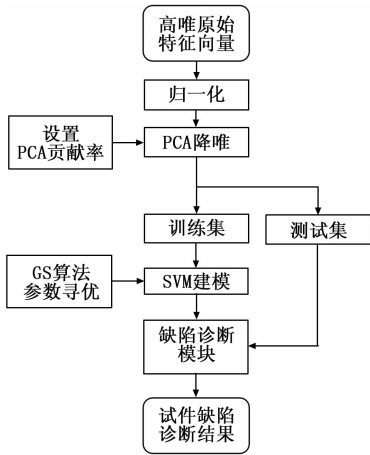 高唯原始
特征向量
归一化
设置
PCA贡献率
PCA降唯
训练集
测试集
GS算法
参数寻优
SVM建模
缺陷诊断
模块
试件缺陷
诊断结果